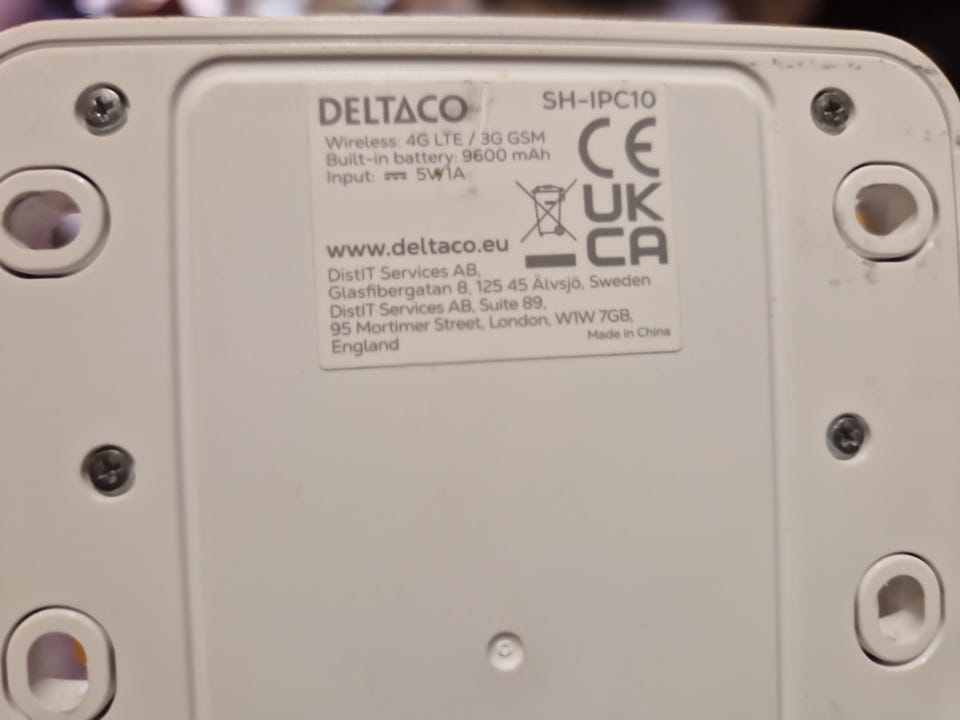 DELTACO
SH-IPC10
Wireless: 4G LTE / 3G GSM
Built-in battery: 9600 mAh
Input: ⎓ 5V/1A
CE
UK
CA
www.deltaco.eu
DistIT Services AB,
Glasfibergatan 8, 125 45 Älvsjö, Sweden
DistIT Services AB, Suite 89,
95 Mortimer Street, London, W1W 7GB,
England
Made in China